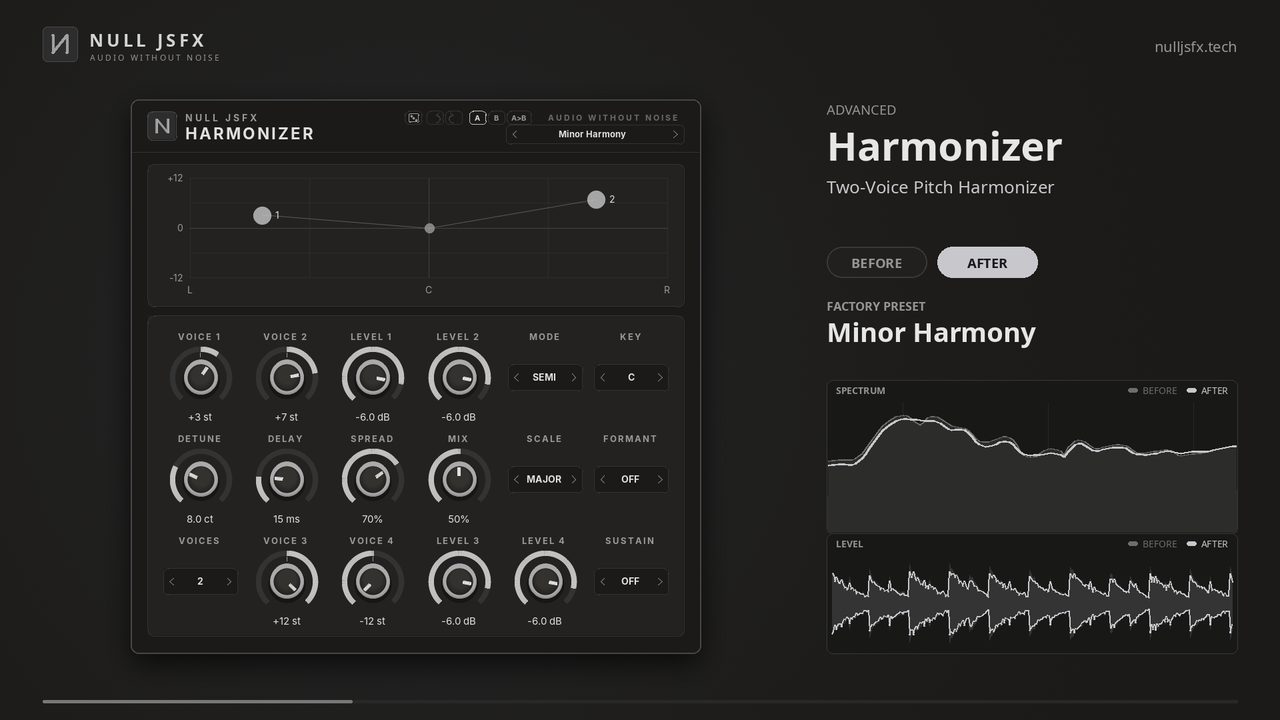 NULL JSFX
AUDIO WITHOUT NOISE
nulljsfx.tech
N NULL JSFX
HARMONIZER
A B A>B AUDIO WITHOUT NOISE
Minor Harmony
+12
0
-12
1
2
L C R
VOICE 1 VOICE 2 LEVEL 1 LEVEL 2 MODE KEY
SEMI C
+3 st +7 st -6.0 dB -6.0 dB
DETUNE DELAY SPREAD MIX SCALE FORMANT
MAJOR OFF
8.0 ct 15 ms 70% 50%
VOICES VOICE 3 VOICE 4 LEVEL 3 LEVEL 4 SUSTAIN
2 OFF
+12 st -12 st -6.0 dB -6.0 dB
ADVANCED
Harmonizer
Two-Voice Pitch Harmonizer
BEFORE AFTER
FACTORY PRESET
Minor Harmony
SPECTRUM BEFORE AFTER
LEVEL BEFORE AFTER